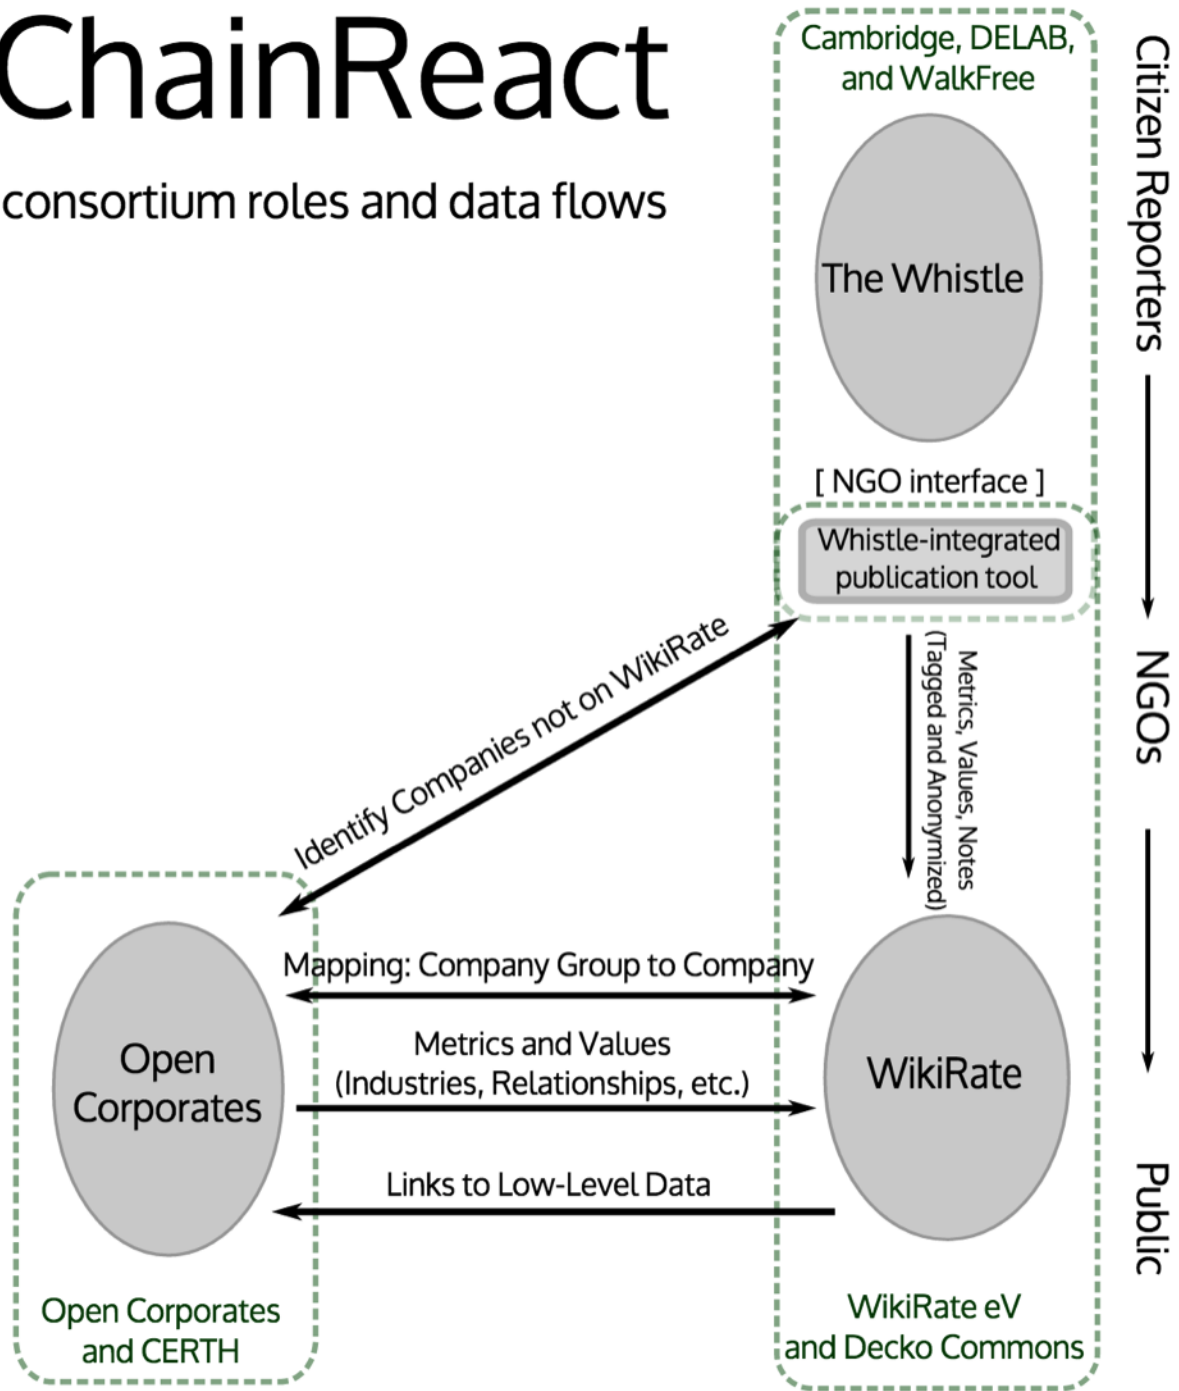 ChainReact
consortium roles and data flows
Cambridge, DELAB,
and WalkFree
The Whistle
[ NGO interface ]
Whistle-integrated
publication tool
Citizen Reporters
NGOs
Public
Identify Companies not on WikiRate
Metrics, Values, Notes
(Tagged and Anonymized)
Mapping: Company Group to Company
Metrics and Values
(Industries, Relationships, etc.)
Links to Low-Level Data
Open
Corporates
WikiRate
Open Corporates
and CERTH
WikiRate eV
and Decko Commons